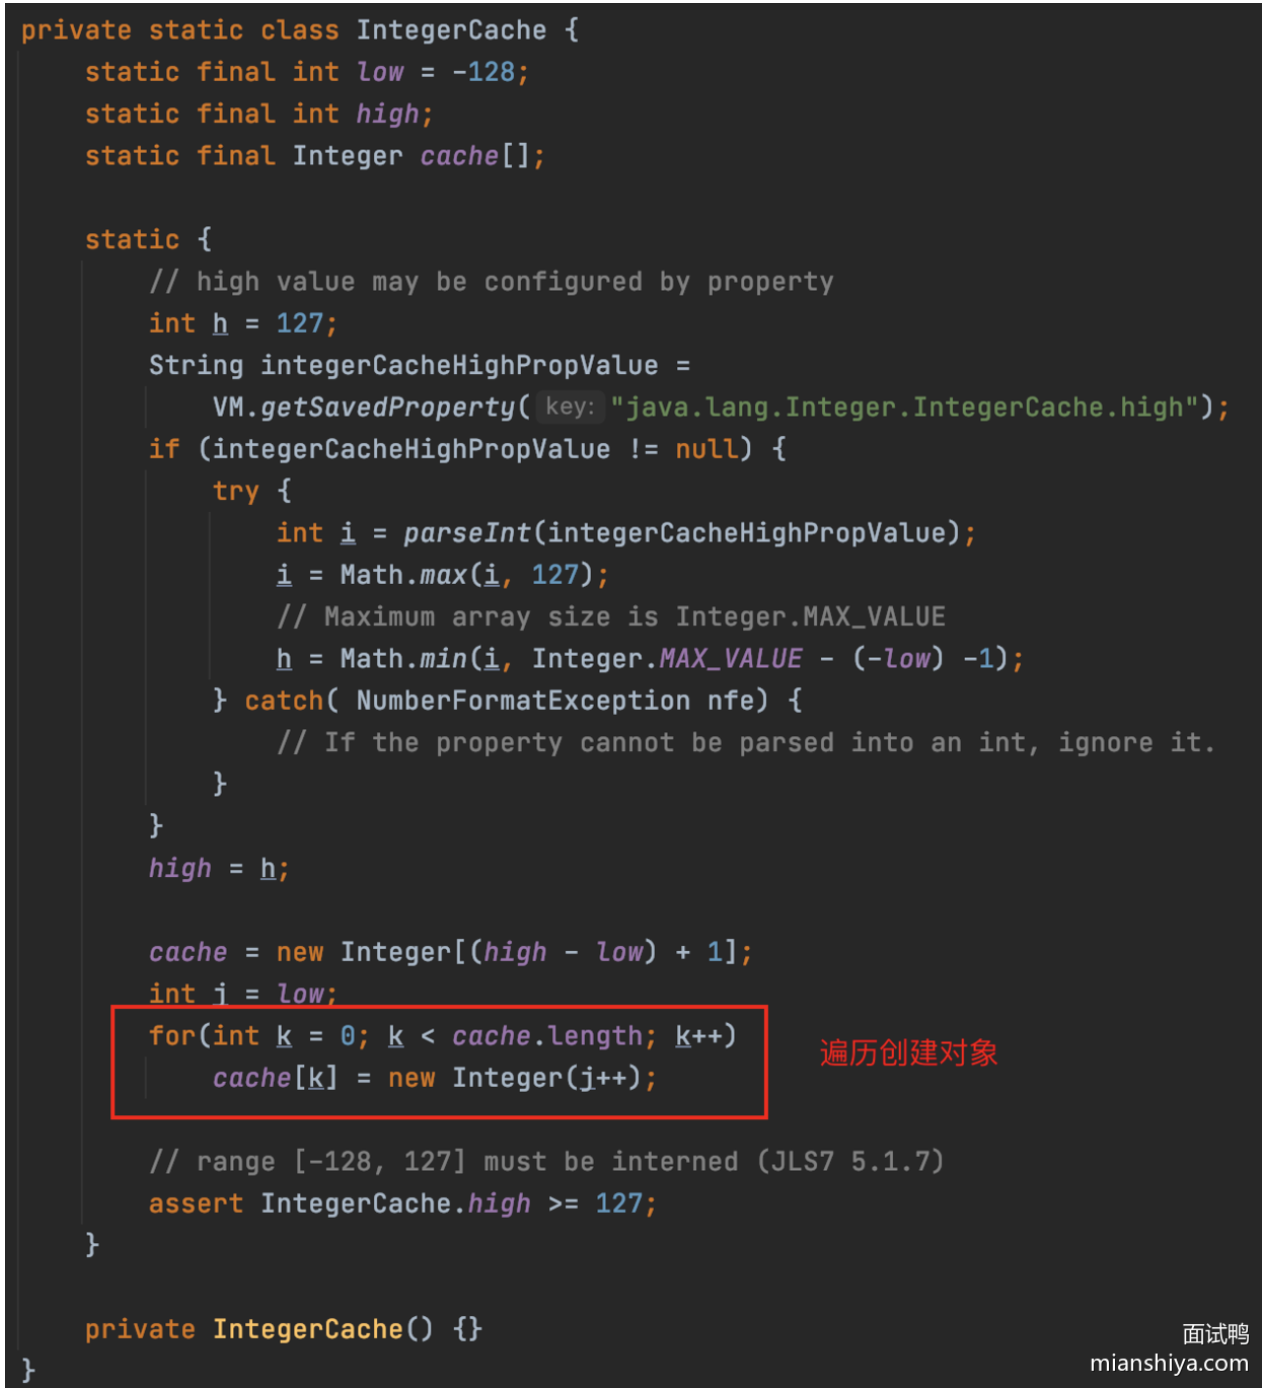 private static class IntegerCache {
static final int low = -128;
static final int high;
static final Integer cache[];
static {
// high value may be configured by property
int h = 127;
String integerCacheHighPropValue =
VM.getSavedProperty( key: "java.lang.Integer.IntegerCache.high");
if (integerCacheHighPropValue != null) {
try {
int i = parseInt(integerCacheHighPropValue);
i = Math.max(i, 127);
// Maximum array size is Integer.MAX_VALUE
h = Math.min(i, Integer.MAX_VALUE - (-low) -1);
} catch( NumberFormatException nfe) {
// If the property cannot be parsed into an int, ignore it.
}
}
high = h;
cache = new Integer[(high - low) + 1];
int j = low;
for(int k = 0; k < cache.length; k++)
遍历创建对象
cache[k] = new Integer(j++);
// range [-128, 127] must be interned (JLS7 5.1.7)
assert IntegerCache.high >= 127;
}
private IntegerCache() {}
}
面试鸭
mianshiya.com